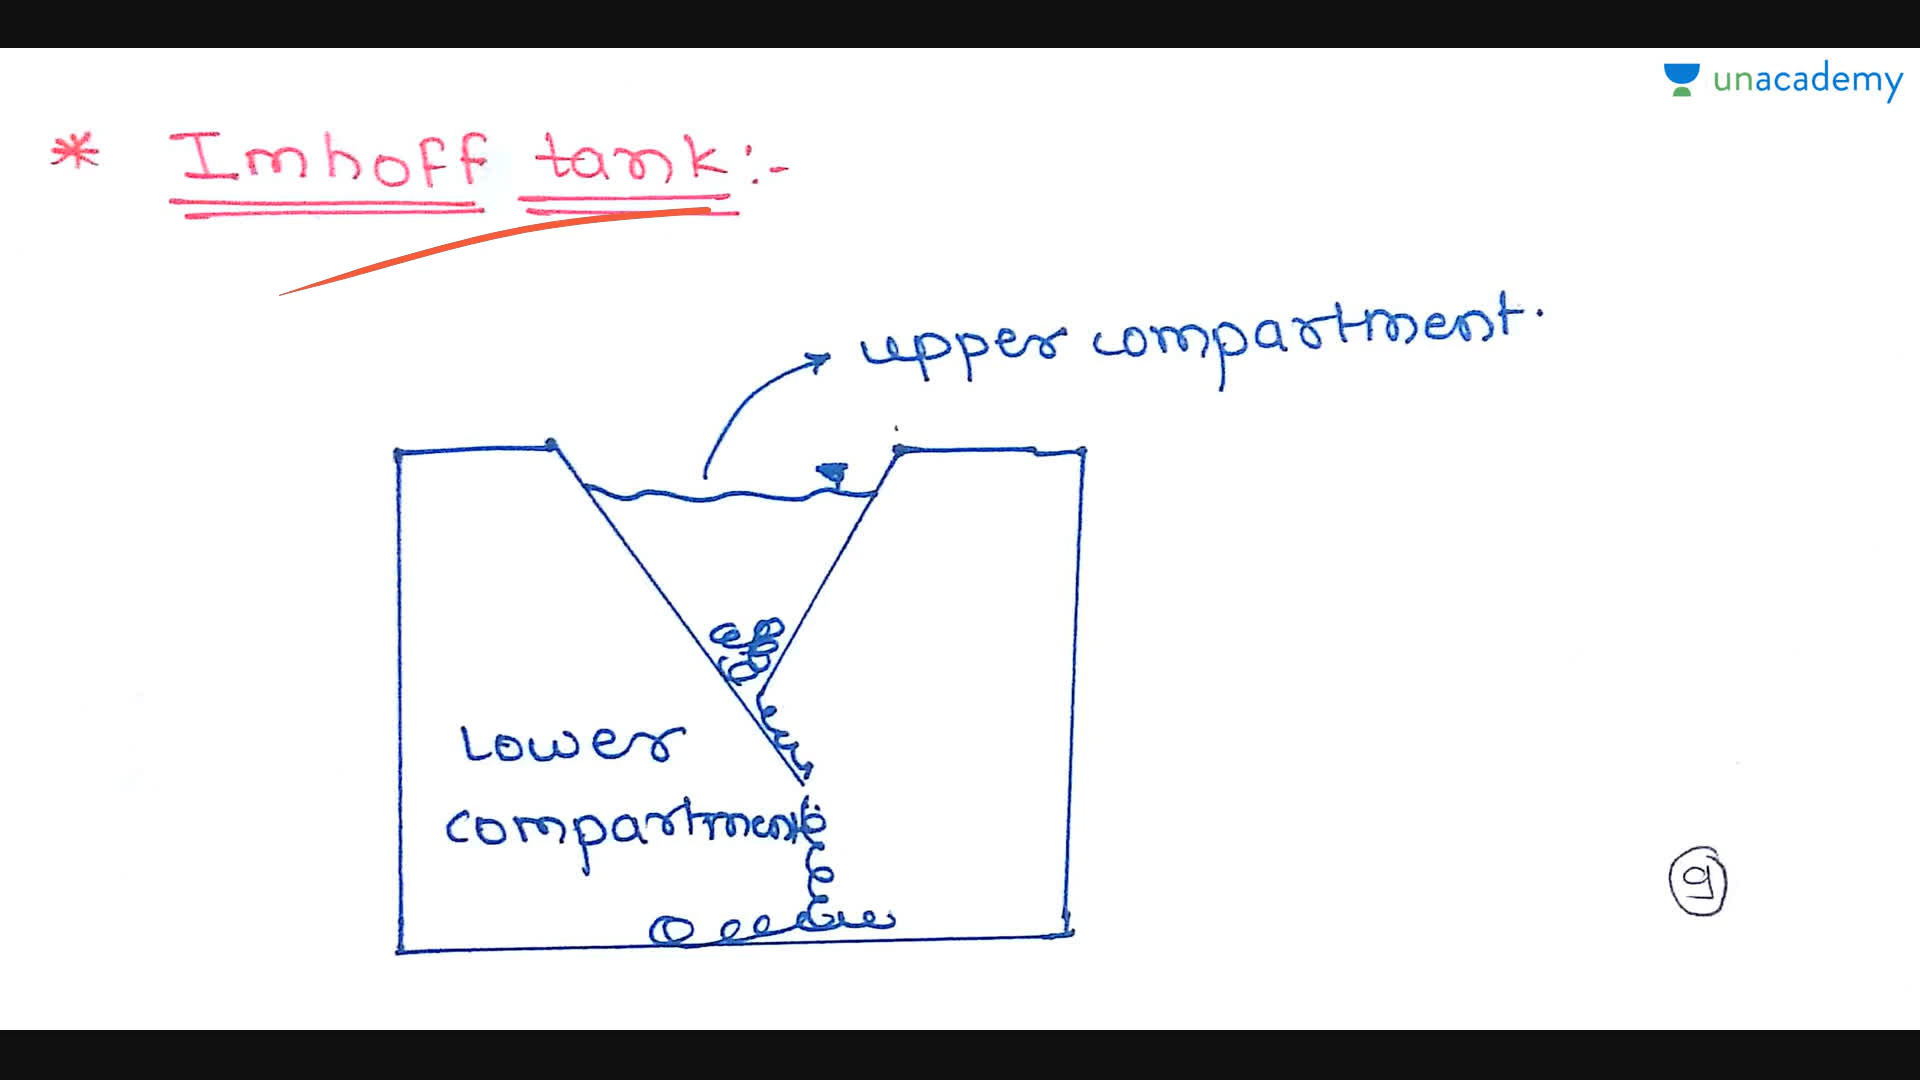 unacademy
* Imhoff tank:-
upper compartment.
Lower
compartment
9